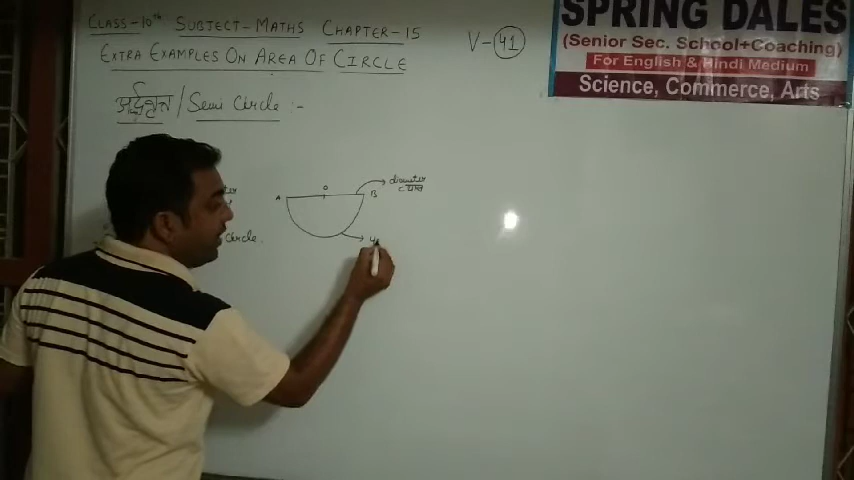 CLASS-10th SUBJECT-MATHS CHAPTER-15
EXTRA EXAMPLES ON AREA OF CIRCLE
V-41
SPRING DALES
(Senior Sec. School+Coaching)
For English & Hindi Medium
Science, Commerce, Arts
अर्द्धवृत्त / Semi Circle :-
A
O
B
diameter
circle.